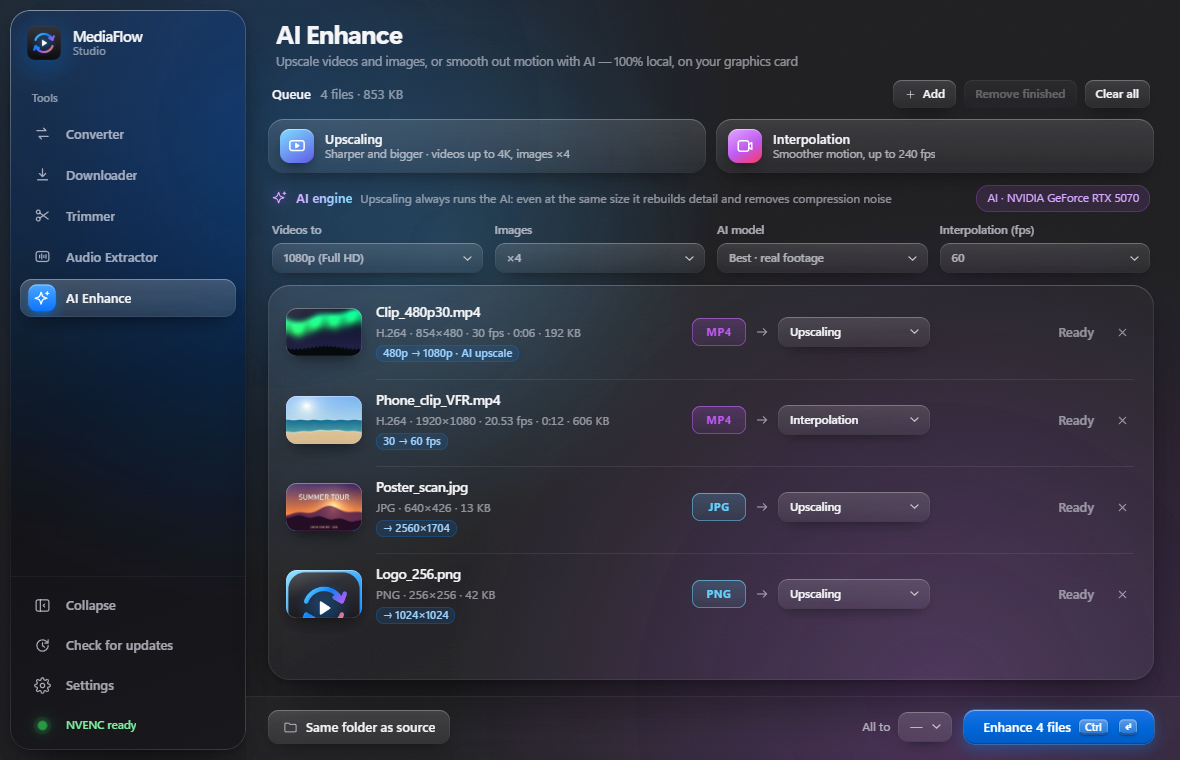 MediaFlow
Studio
Tools
Converter
Downloader
Trimmer
Audio Extractor
AI Enhance
Collapse
Check for updates
Settings
NVENC ready
AI Enhance
Upscale videos and images, or smooth out motion with AI — 100% local, on your graphics card
Queue 4 files · 853 KB
+ Add Remove finished Clear all
Upscaling
Sharper and bigger · videos up to 4K, images ×4
Interpolation
Smoother motion, up to 240 fps
AI engine Upscaling always runs the AI: even at the same size it rebuilds detail and removes compression noise AI · NVIDIA GeForce RTX 5070
Videos to Images AI model Interpolation (fps)
1080p (Full HD) ×4 Best · real footage 60
Clip_480p30.mp4
H.264 · 854×480 · 30 fps · 0:06 · 192 KB
480p → 1080p · AI upscale
MP4 → Upscaling Ready ×
Phone_clip_VFR.mp4
H.264 · 1920×1080 · 20.53 fps · 0:12 · 606 KB
30 → 60 fps
MP4 → Interpolation Ready ×
SUMMER TOUR
Poster_scan.jpg
JPG · 640×426 · 13 KB
→ 2560×1704
JPG → Upscaling Ready ×
Logo_256.png
PNG · 256×256 · 42 KB
→ 1024×1024
PNG → Upscaling Ready ×
Same folder as source
All to —
Enhance 4 files Ctrl ⏎